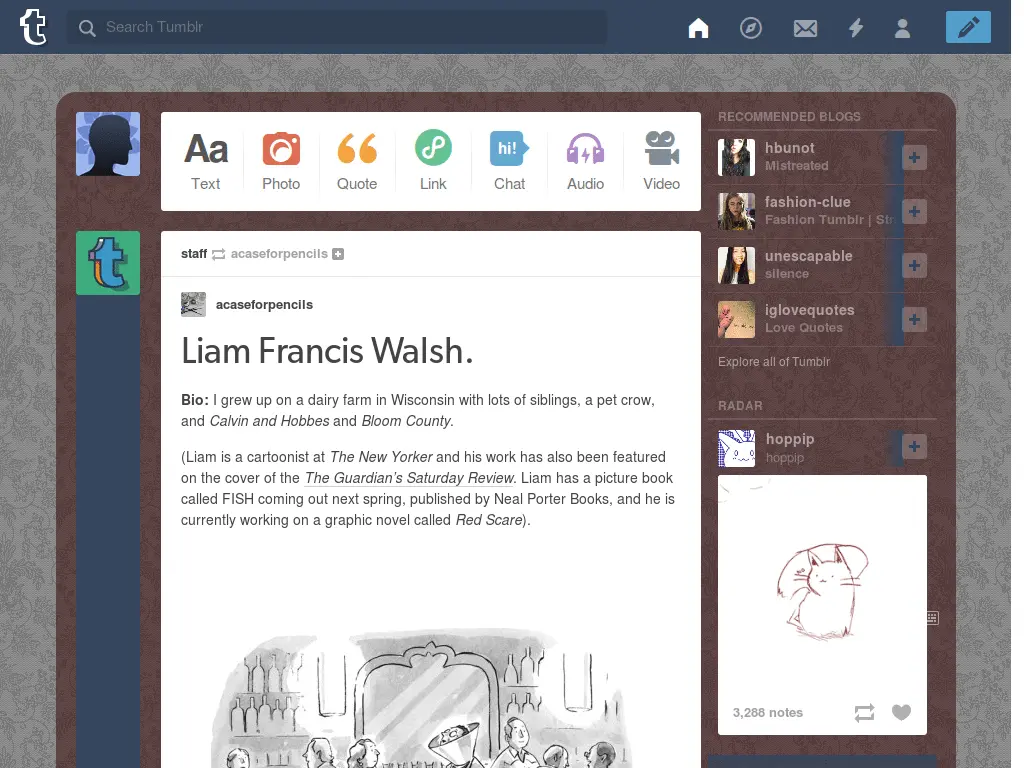 Search Tumblr
Aa
Text
Photo
Quote
Link
hi!
Chat
Audio
Video
staff acaseforpencils
acaseforpencils
Liam Francis Walsh.
Bio: I grew up on a dairy farm in Wisconsin with lots of siblings, a pet crow,
and Calvin and Hobbes and Bloom County.
(Liam is a cartoonist at The New Yorker and his work has also been featured
on the cover of the The Guardian’s Saturday Review. Liam has a picture book
called FISH coming out next spring, published by Neal Porter Books, and he is
currently working on a graphic novel called Red Scare).
RECOMMENDED BLOGS
hbunot
Mistreated
fashion-clue
Fashion Tumblr |
unescapable
silence
iglovequotes
Love Quotes
Explore all of Tumblr
RADAR
hoppip
hoppip
3,288 notes